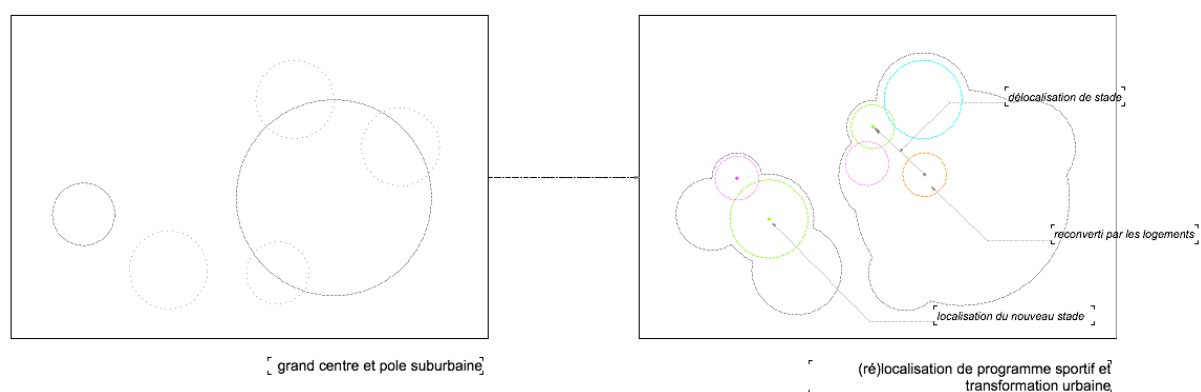 délocalisation de stade
reconverti par les logements
localisation du nouveau stade
grand centre et pole suburbaine
(ré)localisation de programme sportif et
transformation urbaine